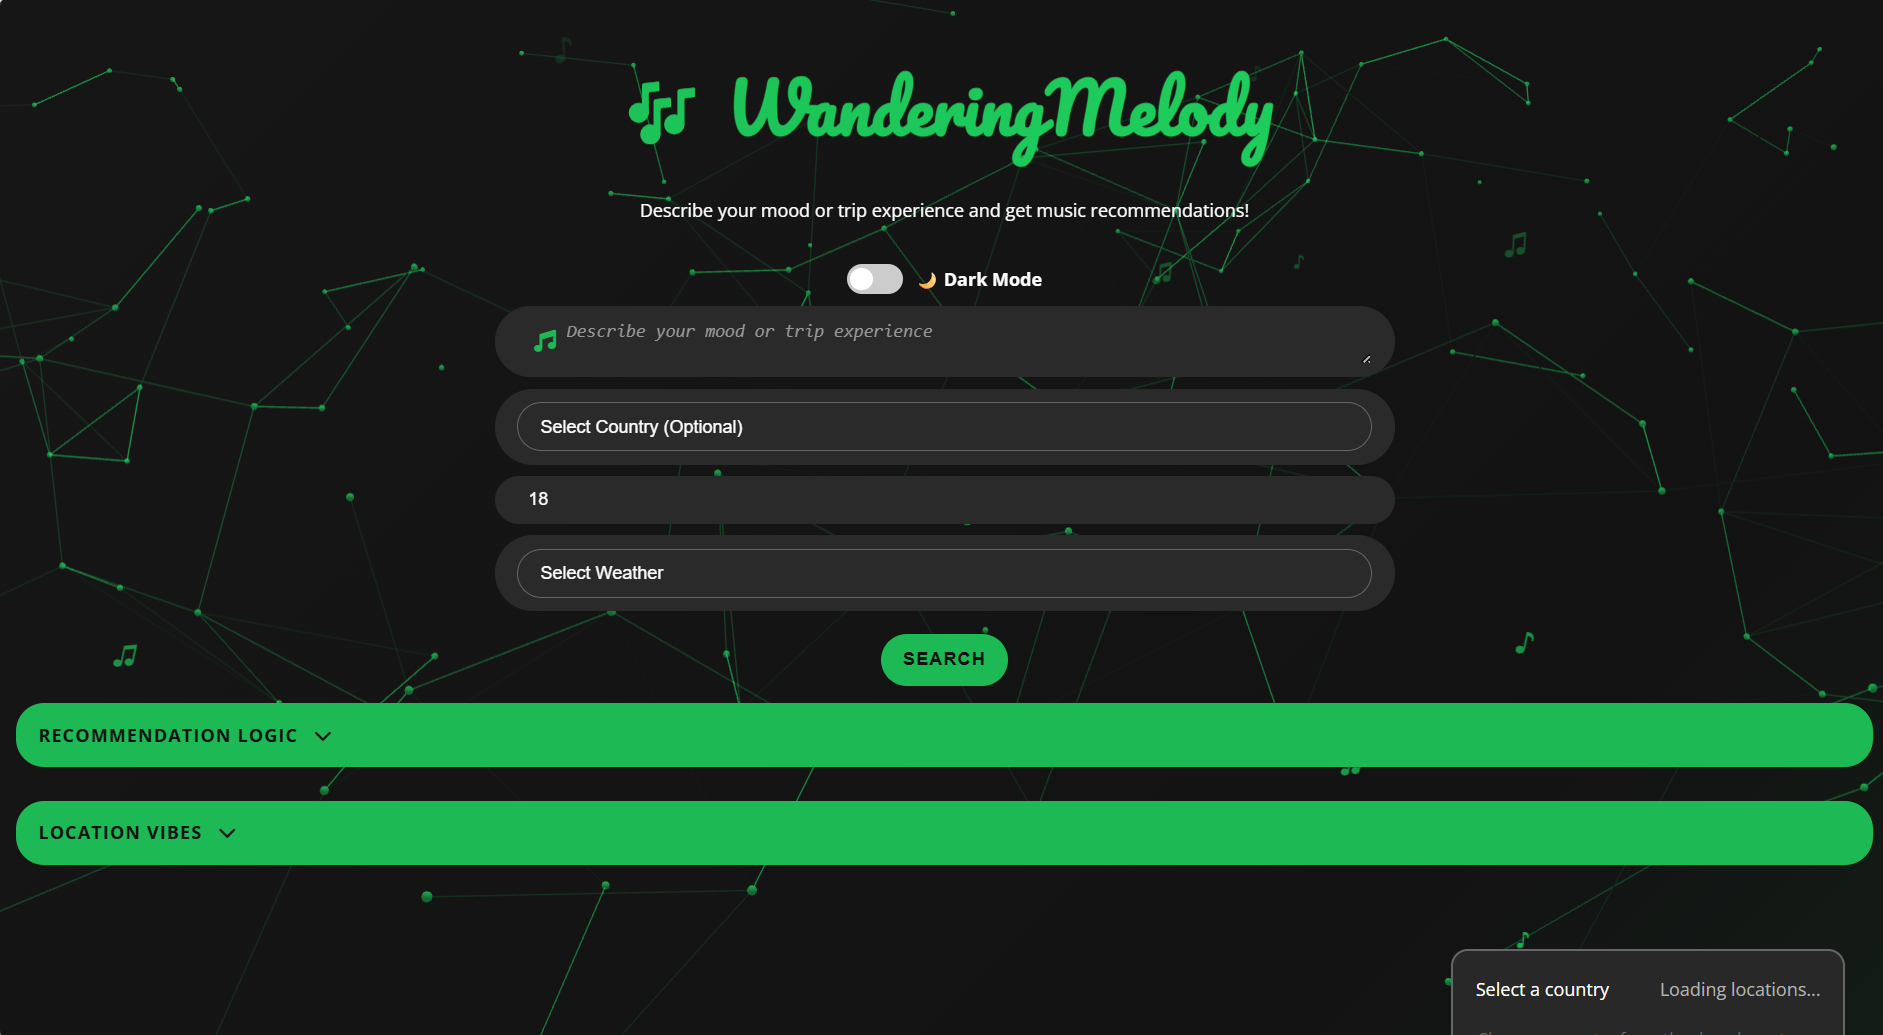 WanderingMelody
Describe your mood or trip experience and get music recommendations!
🌙 Dark Mode
Describe your mood or trip experience
Select Country (Optional)
18
Select Weather
SEARCH
RECOMMENDATION LOGIC
LOCATION VIBES
Select a country Loading locations...